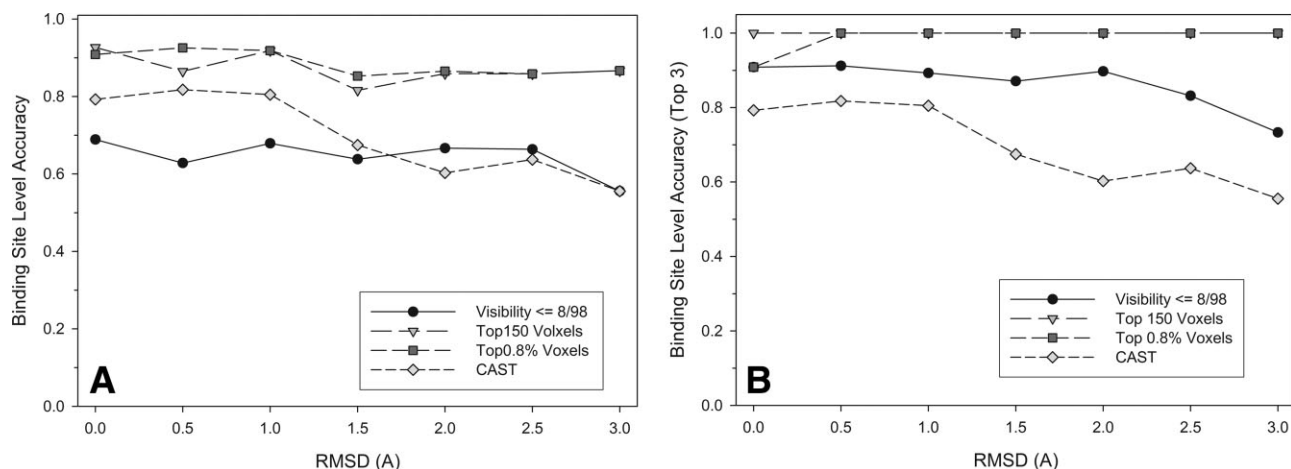 1.0
0.8
0.6
0.4
0.2
0.0
Binding Site Level Accuracy
Visibility <= 8/98
Top150 Volxels
Top0.8% Voxels
CAST
A
0.0 0.5 1.0 1.5 2.0 2.5 3.0
RMSD (A)
1.0
0.8
0.6
0.4
0.2
0.0
Binding Site Level Accuracy (Top 3)
Visibility <= 8/98
Top 150 Voxels
Top 0.8% Voxels
CAST
B
0.0 0.5 1.0 1.5 2.0 2.5 3.0
RMSD (A)